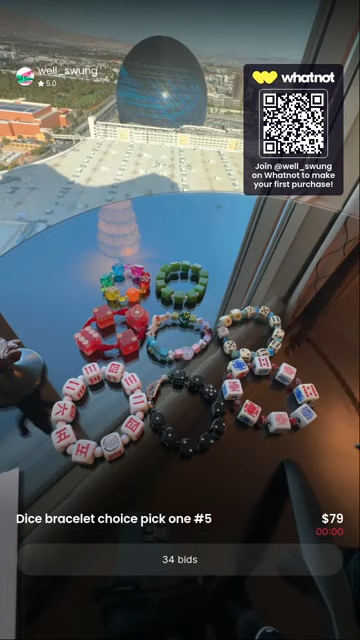 well_swung
★ 5.0
whatnot
Join @well_swung
on Whatnot to make
your first purchase!
Dice bracelet choice pick one #5
$79
00:00
34 bids